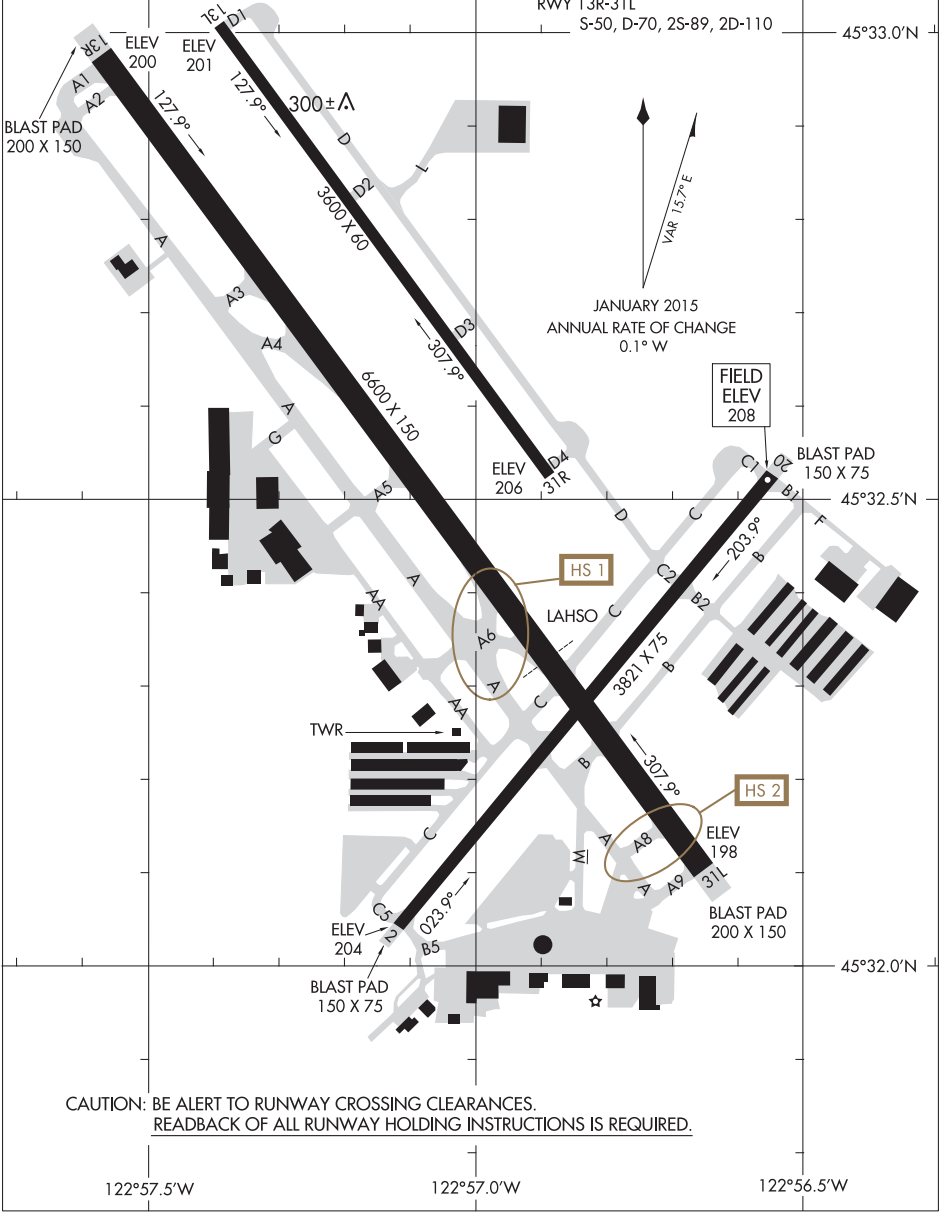 RWY 13R-31L
S-50, D-70, 2S-89, 2D-110
45°33.0'N
13L
D1
13R
ELEV
200
ELEV
201
A1
A2
BLAST PAD
200 X 150
127.9°
127.9°
300±
D
L
D2
3600 X 60
VAR 15.7° E
A
A3
A4
JANUARY 2015
ANNUAL RATE OF CHANGE
0.1° W
D3
307.9°
6600 X 150
FIELD
ELEV
208
A
G
C1
20
BLAST PAD
150 X 75
ELEV
206
D4
31R
A5
B1
45°32.5'N
D
C
F
203.9°
B
HS 1
A
AA
C2
B2
LAHSO
C
A6
3821 X 75
B
A
C
AA
TWR
B
307.9°
HS 2
C
A
A8
ELEV
198
M
A
A9
31L
C5
2
023.9°
B5
ELEV
204
BLAST PAD
200 X 150
45°32.0'N
BLAST PAD
150 X 75
CAUTION: BE ALERT TO RUNWAY CROSSING CLEARANCES.
READBACK OF ALL RUNWAY HOLDING INSTRUCTIONS IS REQUIRED.
122°57.5'W
122°57.0'W
122°56.5'W